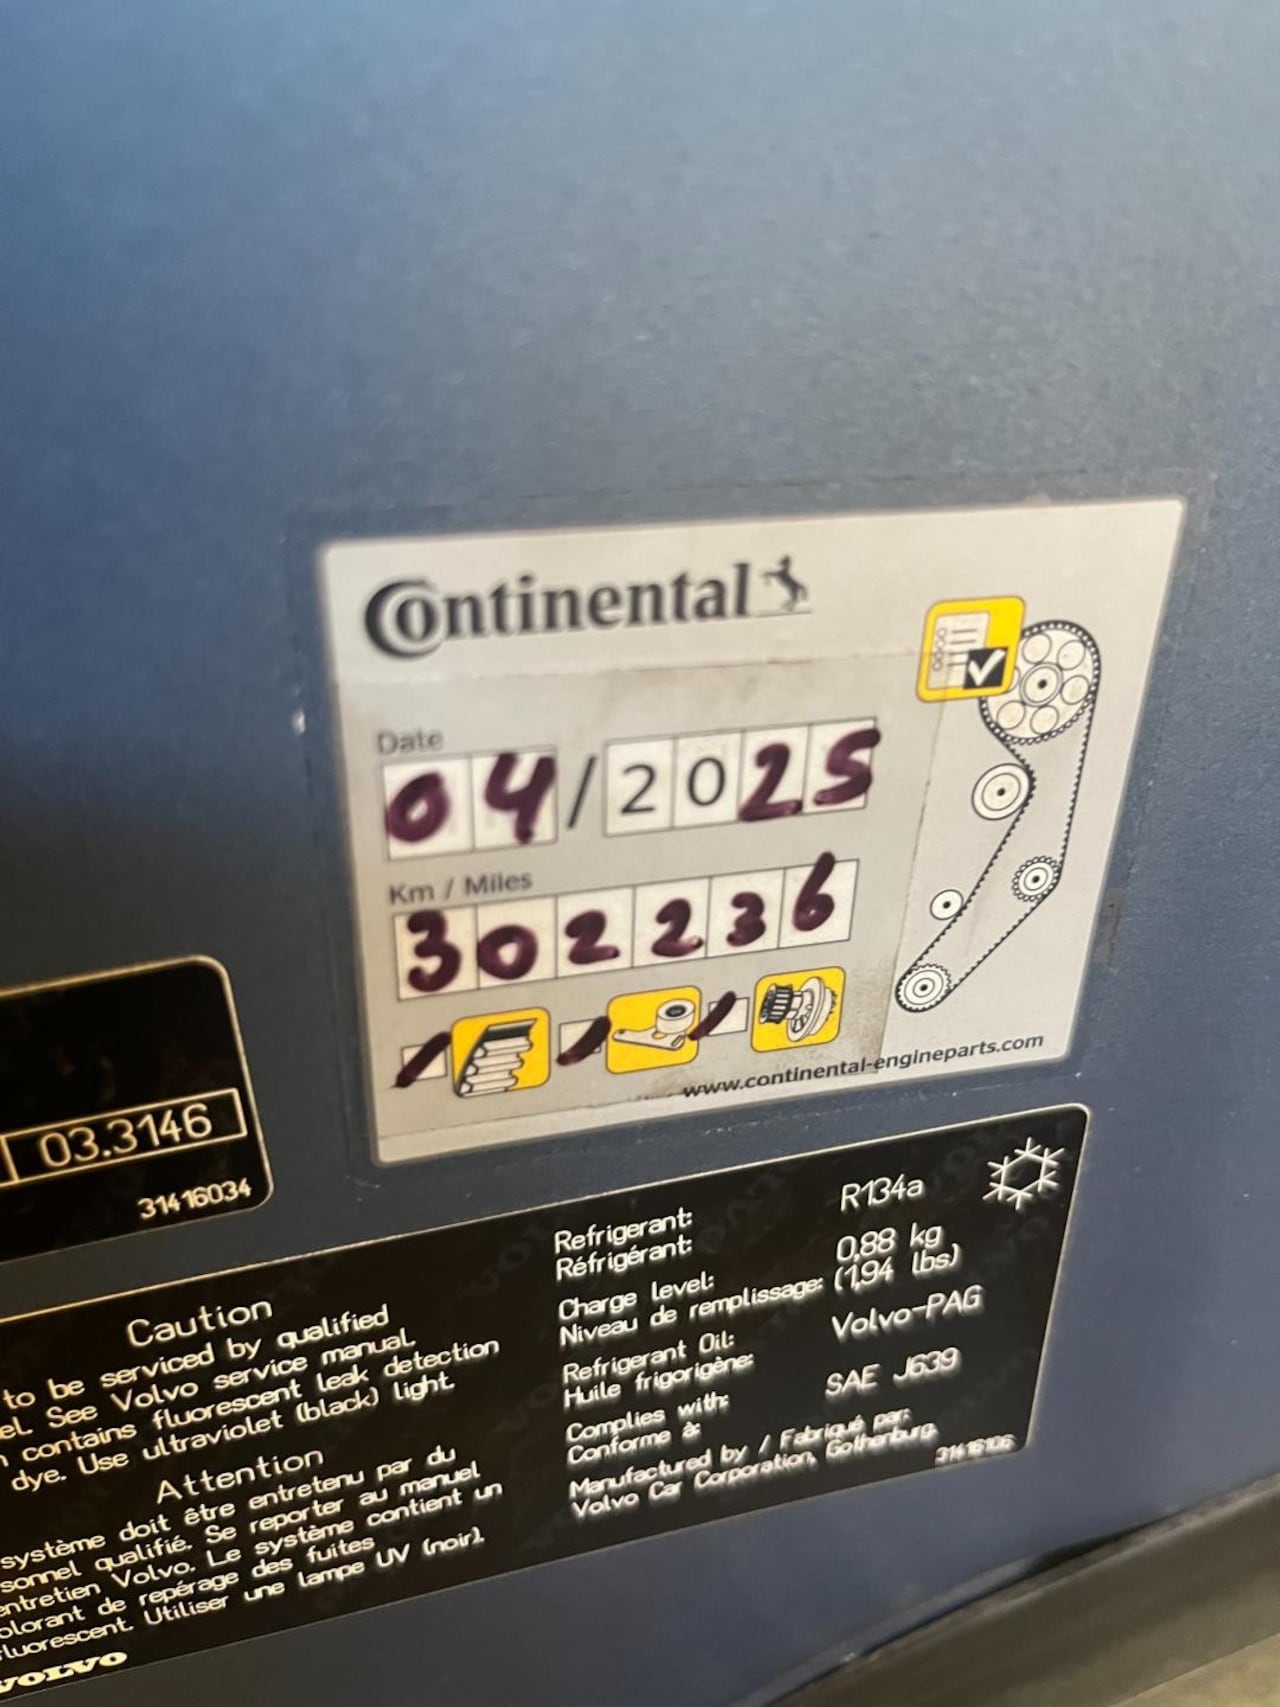 Continental
Date
04/2025
Km / Miles
302236
www.continental-engineparts.com
03.3146
31416034
Caution
to be serviced by qualified
el. See Volvo service manual.
contains fluorescent leak detection
dye. Use ultraviolet (black) light.
Attention
système doit être entretenu par du
sonnel qualifié. Se reporter au manuel
entretien Volvo. Le système contient un
olorant de repérage des fuites
fluorescent. Utiliser une lampe UV (noir).
VOLVO
Refrigerant: R134a
Réfrigérant:
Charge level: 0,88 kg
Niveau de remplissage: (1,94 lbs)
Refrigerant Oil: Volvo-PAG
Huile frigorigène:
Complies with: SAE J639
Conforme à:
Manufactured by / Fabriqué par:
Volvo Car Corporation, Gothenburg.
31416106